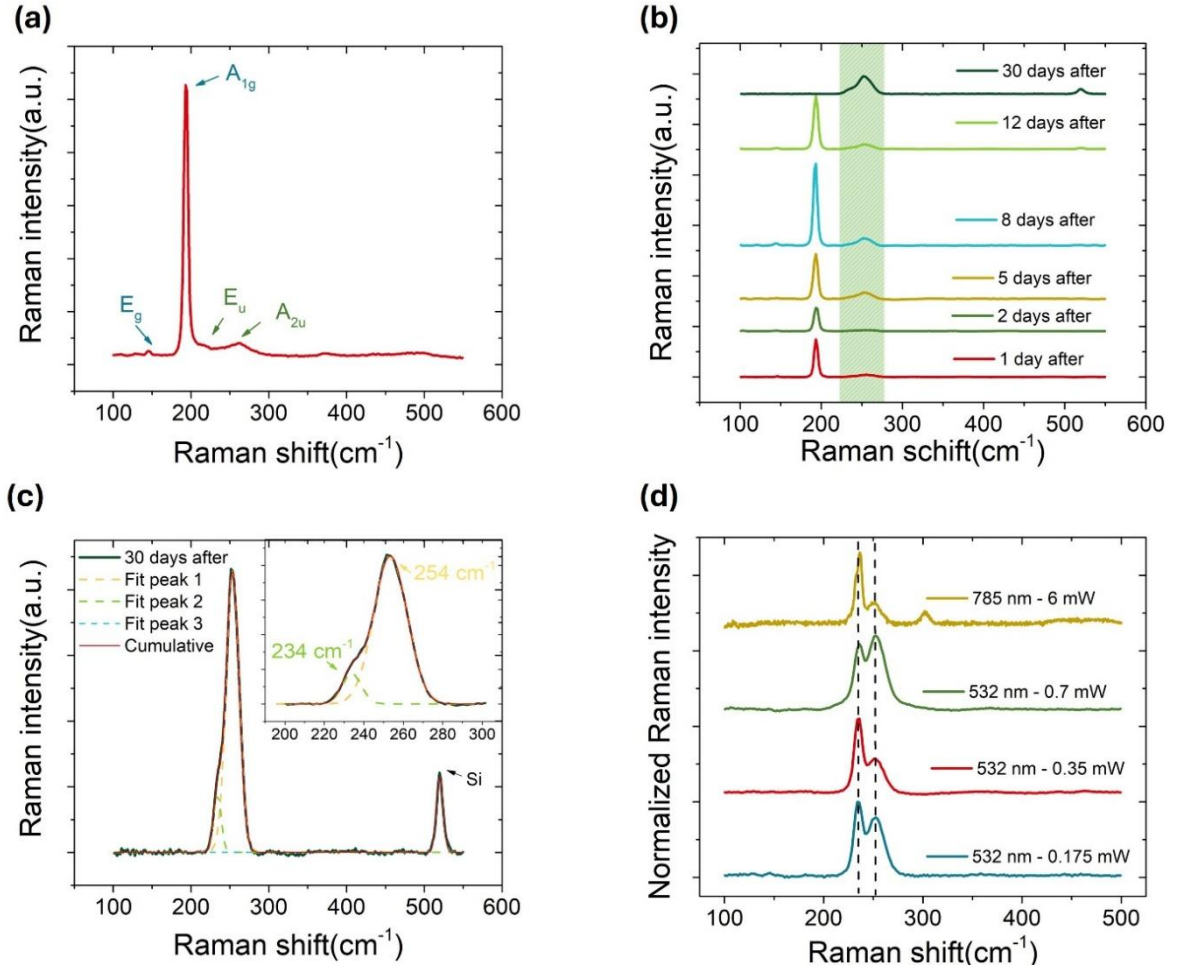 (a)
Raman intensity(a.u.)
A1g
Eg
Eu
A2u
100 200 300 400 500 600
Raman shift(cm-1)
(b)
Raman intensity(a.u.)
30 days after
12 days after
8 days after
5 days after
2 days after
1 day after
100 200 300 400 500 600
Raman schift(cm-1)
(c)
Raman intensity(a.u.)
30 days after
Fit peak 1
Fit peak 2
Fit peak 3
Cumulative
254 cm-1
234 cm-1
200 220 240 260 280 300
Si
100 200 300 400 500 600
Raman shift(cm-1)
(d)
Normalized Raman intensity
785 nm - 6 mW
532 nm - 0.7 mW
532 nm - 0.35 mW
532 nm - 0.175 mW
100 200 300 400 500
Raman shift(cm-1)